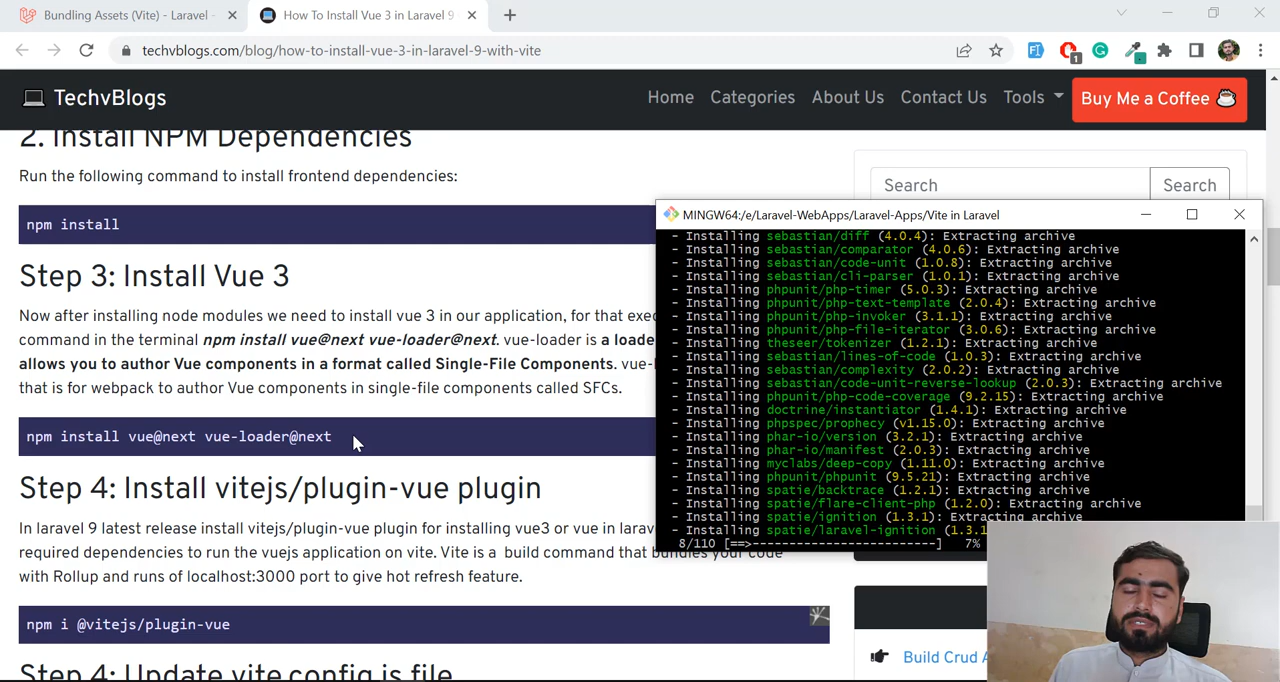 Bundling Assets (Vite) - Laravel -
How To Install Vue 3 in Laravel 9
techvblogs.com/blog/how-to-install-vue-3-in-laravel-9-with-vite
TechvBlogs
Home Categories About Us Contact Us Tools
Buy Me a Coffee
2. Install NPM Dependencies
Run the following command to install frontend dependencies:
npm install
Step 3: Install Vue 3
Now after installing node modules we need to install vue 3 in our application, for that exe
command in the terminal npm install vue@next vue-loader@next. vue-loader is a loade
allows you to author Vue components in a format called Single-File Components. vue-
that is for webpack to author Vue components in single-file components called SFCs.
npm install vue@next vue-loader@next
Step 4: Install vitejs/plugin-vue plugin
In laravel 9 latest release install vitejs/plugin-vue plugin for installing vue3 or vue in larav
required dependencies to run the vuejs application on vite. Vite is a build command that bundles your code
with Rollup and runs of localhost:3000 port to give hot refresh feature.
npm i @vitejs/plugin-vue
Step 4: Update vite.config.js file
Search Search
MINGW64:/e/Laravel-WebApps/Laravel-Apps/Vite in Laravel
- Installing sebastian/diff (4.0.4): Extracting archive
- Installing sebastian/comparator (4.0.6): Extracting archive
- Installing sebastian/code-unit (1.0.8): Extracting archive
- Installing sebastian/cli-parser (1.0.1): Extracting archive
- Installing phpunit/php-timer (5.0.3): Extracting archive
- Installing phpunit/php-text-template (2.0.4): Extracting archive
- Installing phpunit/php-invoker (3.1.1): Extracting archive
- Installing phpunit/php-file-iterator (3.0.6): Extracting archive
- Installing theseer/tokenizer (1.2.1): Extracting archive
- Installing sebastian/lines-of-code (1.0.3): Extracting archive
- Installing sebastian/complexity (2.0.2): Extracting archive
- Installing sebastian/code-unit-reverse-lookup (2.0.3): Extracting archive
- Installing phpunit/php-code-coverage (9.2.15): Extracting archive
- Installing doctrine/instantiator (1.4.1): Extracting archive
- Installing phpspec/prophecy (v1.15.0): Extracting archive
- Installing phar-io/version (3.2.1): Extracting archive
- Installing phar-io/manifest (2.0.3): Extracting archive
- Installing myclabs/deep-copy (1.11.0): Extracting archive
- Installing phpunit/phpunit (9.5.21): Extracting archive
- Installing spatie/backtrace (1.2.1): Extracting archive
- Installing spatie/flare-client-php (1.2.0): Extracting archive
- Installing spatie/ignition (1.3.1): Extracting archive
- Installing spatie/laravel-ignition (1.3.1
8/110 [==>-------------------------] 7%
Build Crud A